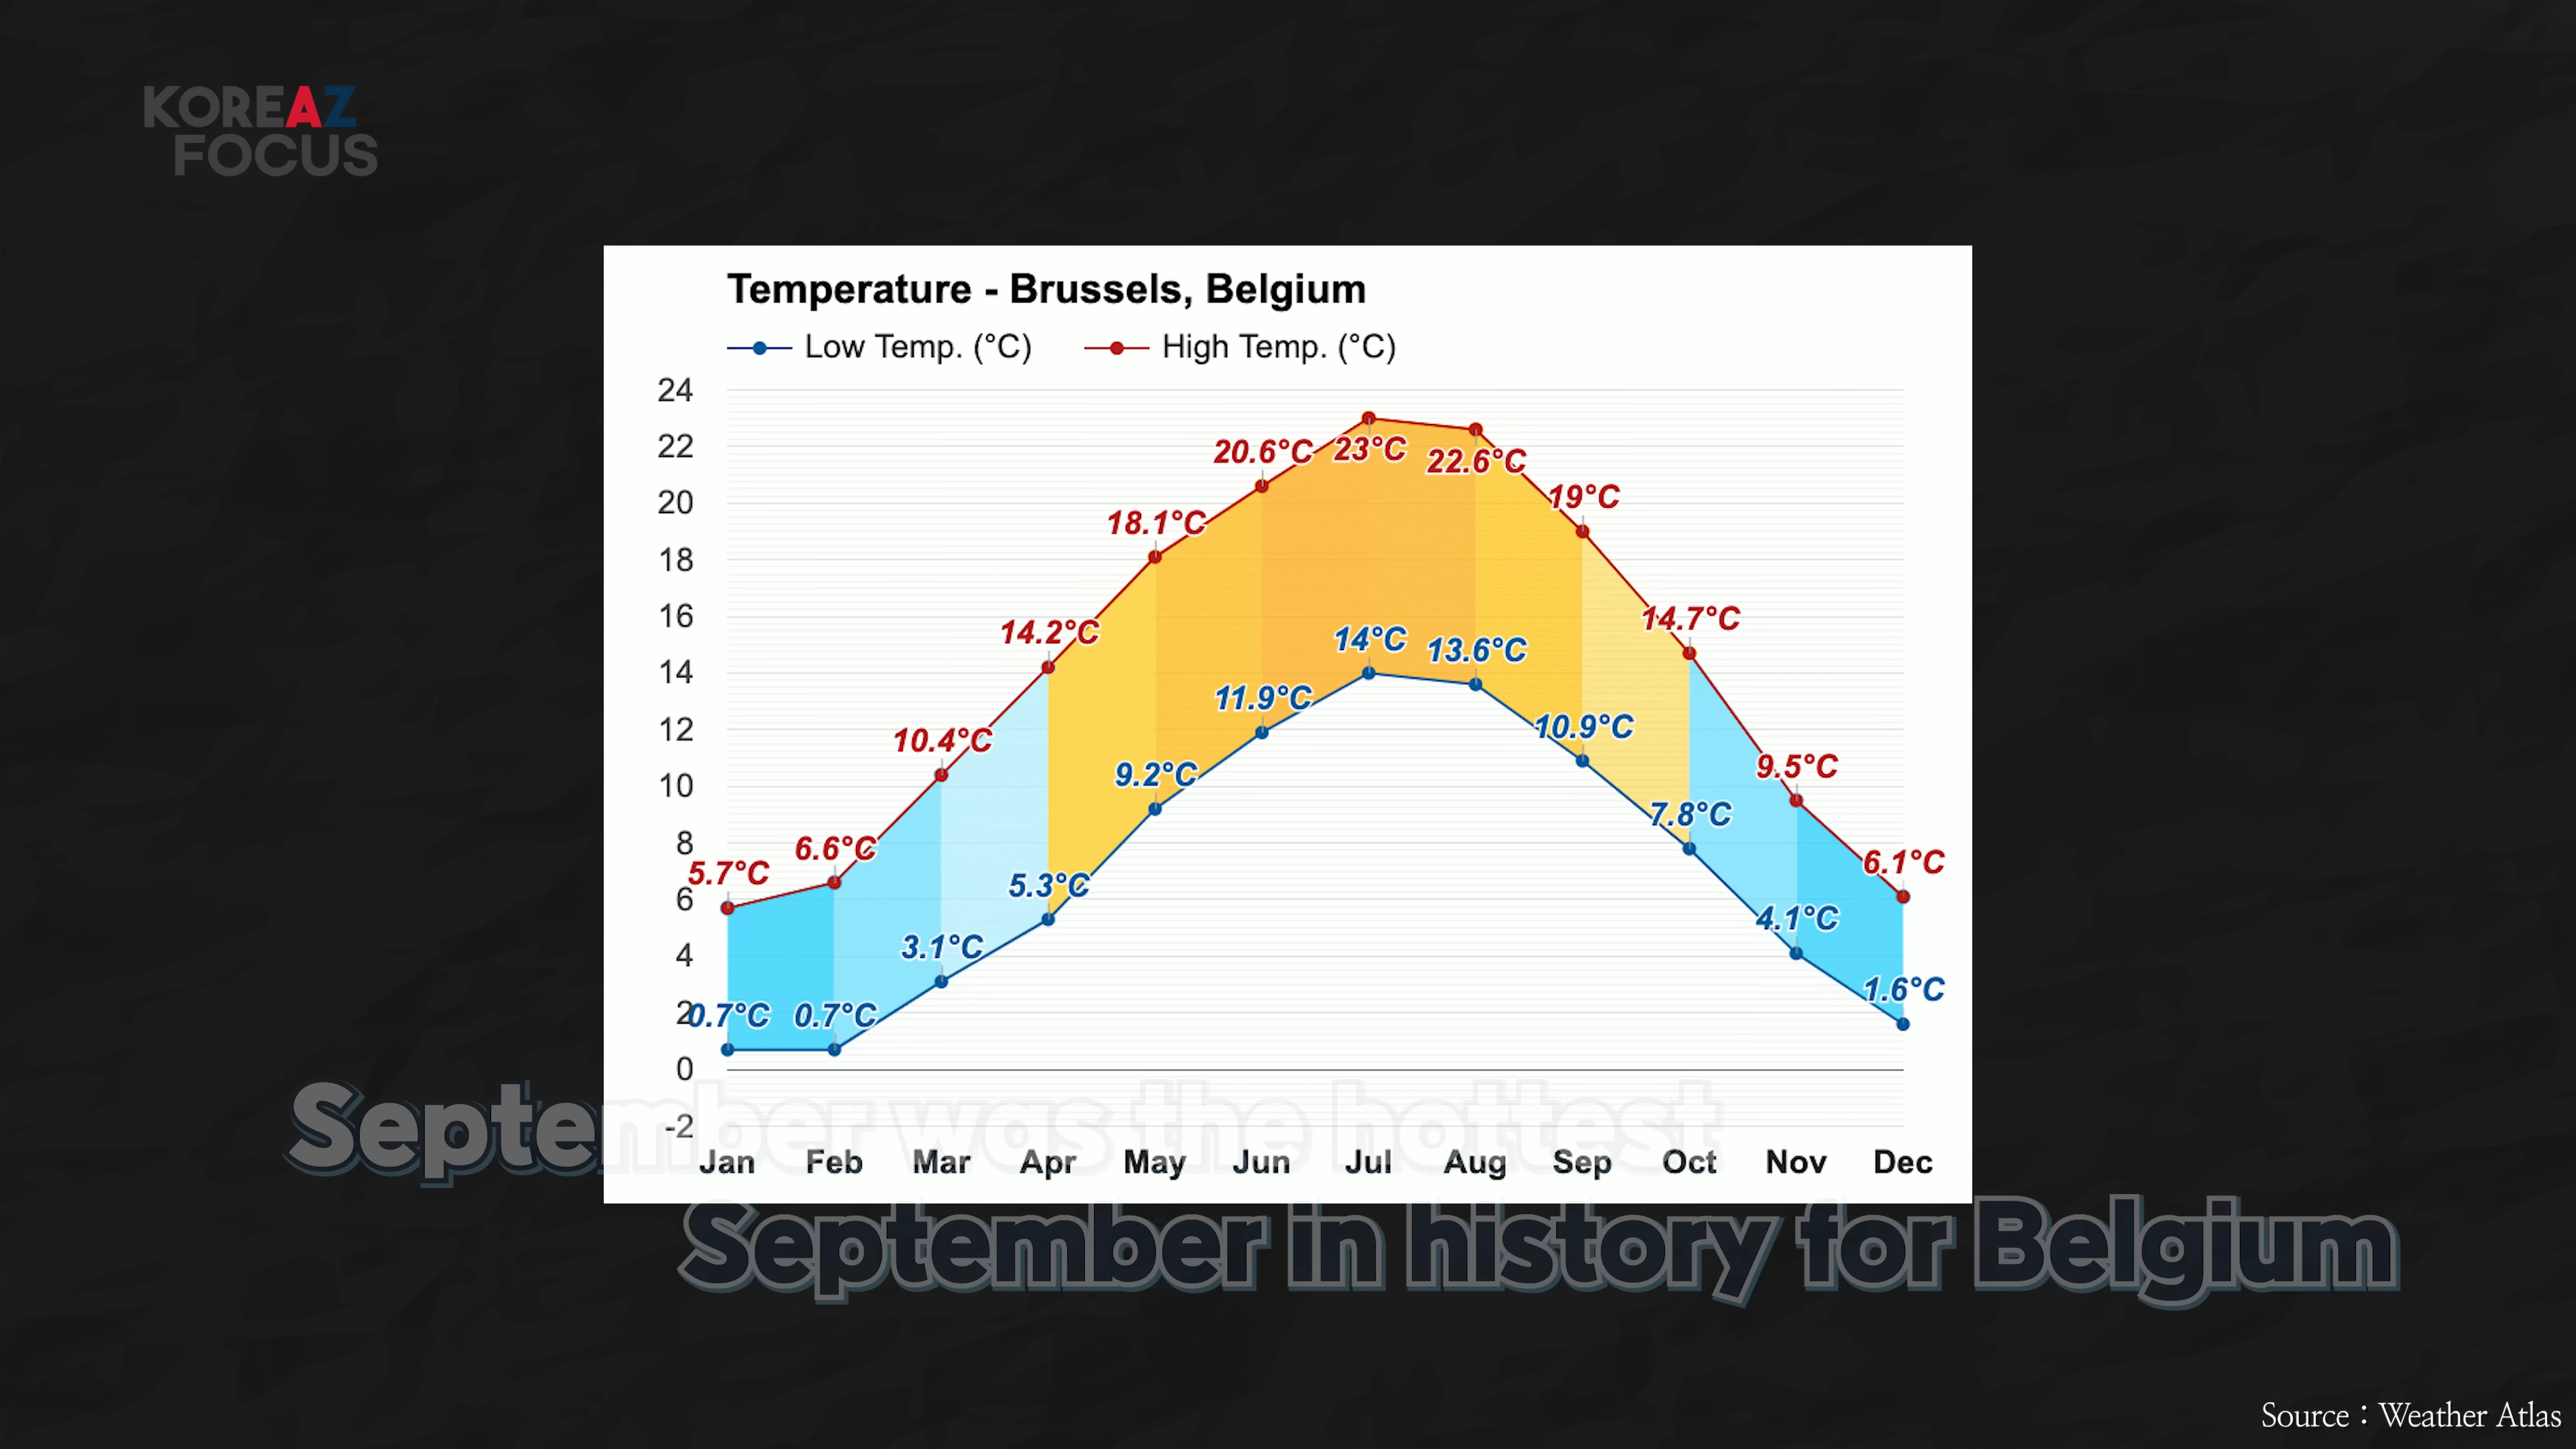 KOREAZ
FOCUS
Temperature - Brussels, Belgium
Low Temp. (°C) High Temp. (°C)
24
22
20
18
16
14
12
10
8
6
4
2
0
-2
5.7°C 6.6°C 10.4°C 14.2°C 18.1°C 20.6°C 23°C 22.6°C 19°C 14.7°C 9.5°C 6.1°C
0.7°C 0.7°C 3.1°C 5.3°C 9.2°C 11.9°C 14°C 13.6°C 10.9°C 7.8°C 4.1°C 1.6°C
Jan Feb Mar Apr May Jun Jul Aug Sep Oct Nov Dec
September was the hottest
September in history for Belgium
Source : Weather Atlas